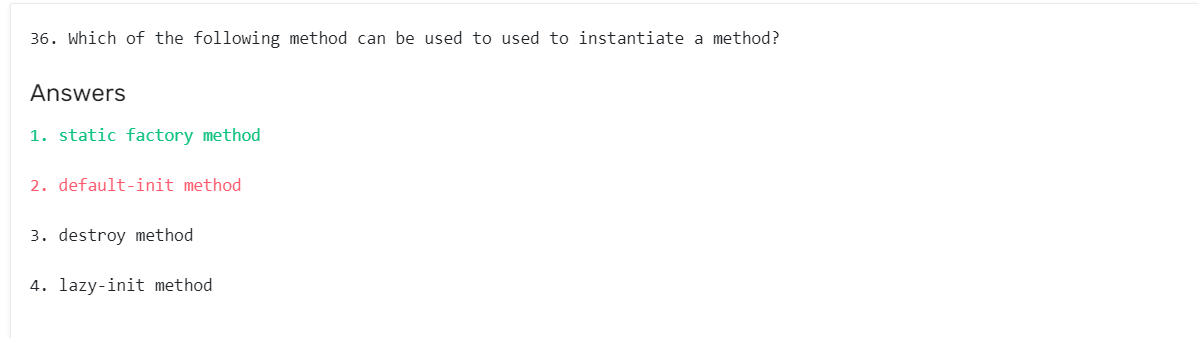 36. Which of the following method can be used to used to instantiate a method?
Answers
1. static factory method
2. default-init method
3. destroy method
4. lazy-init method